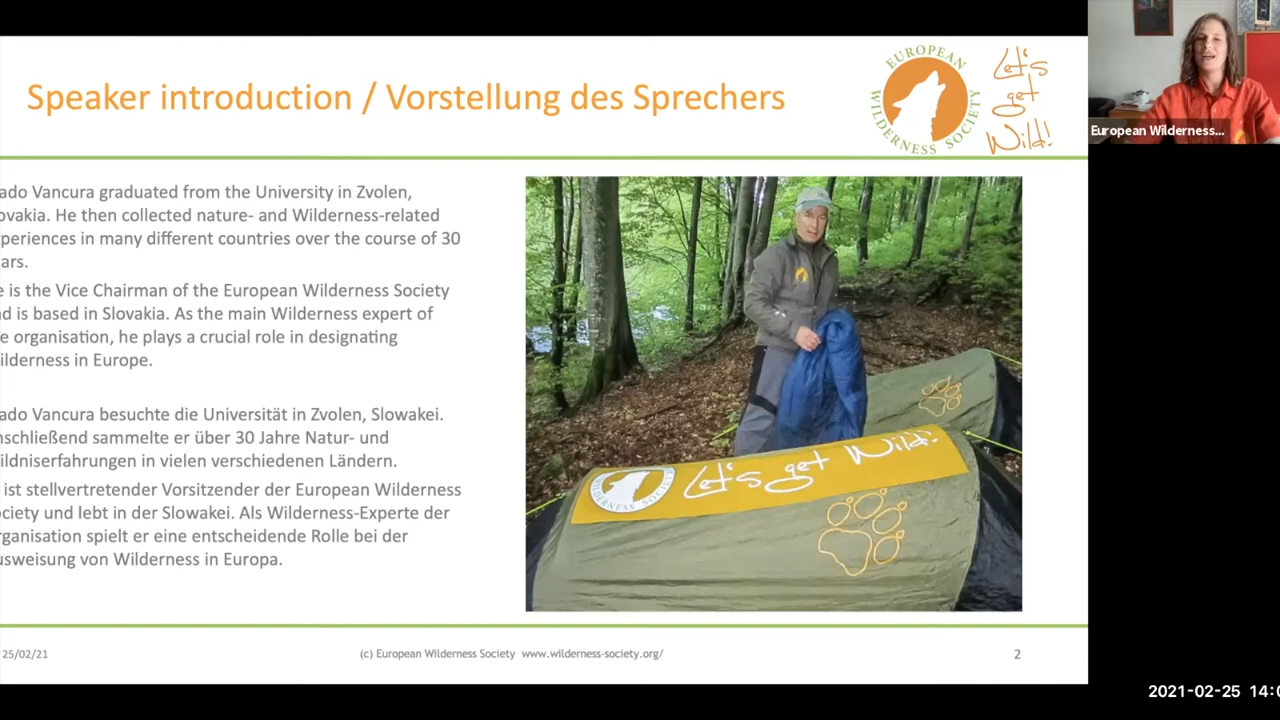 Speaker introduction / Vorstellung des Sprechers
EUROPEAN
WILDERNESS SOCIETY
Let's
get
Wild!
European Wilderness...
ado Vancura graduated from the University in Zvolen,
ovakia. He then collected nature- and Wilderness-related
periences in many different countries over the course of 30
ars.
e is the Vice Chairman of the European Wilderness Society
nd is based in Slovakia. As the main Wilderness expert of
e organisation, he plays a crucial role in designating
ilderness in Europe.
ado Vancura besuchte die Universität in Zvolen, Slowakei.
nschließend sammelte er über 30 Jahre Natur- und
ildniserfahrungen in vielen verschiedenen Ländern.
ist stellvertretender Vorsitzender der European Wilderness
ociety und lebt in der Slowakei. Als Wilderness-Experte der
rganisation spielt er eine entscheidende Rolle bei der
usweisung von Wilderness in Europa.
WILDERNESS SOCIETY
Let's get Wild!
25/02/21
(c) European Wilderness Society www.wilderness-society.org/
2
2021-02-25 14:0